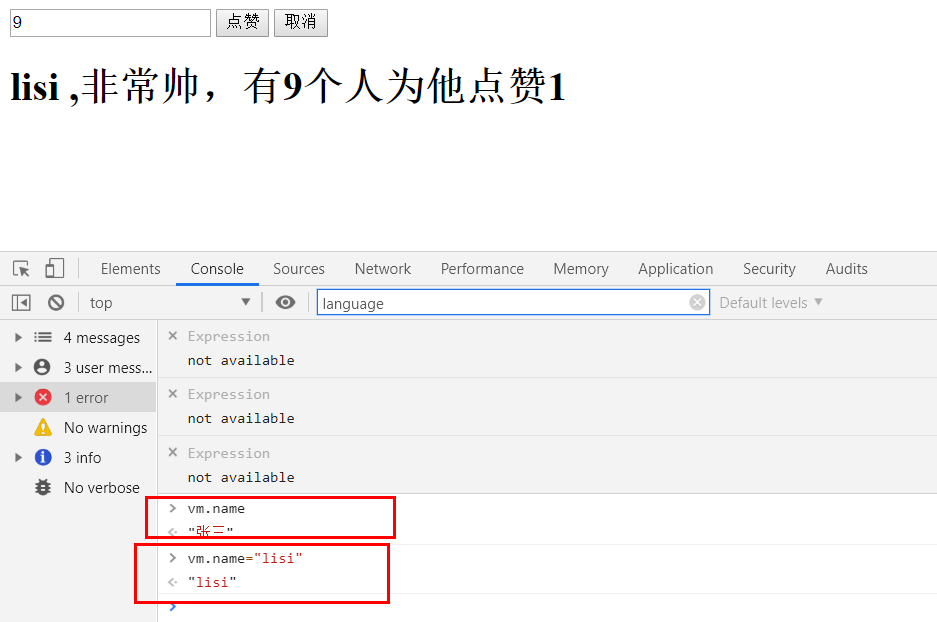 9 点赞 取消
lisi ,非常帅，有9个人为他点赞1
Elements Console Sources Network Performance Memory Application Security Audits
top language Default levels
4 messages
3 user mess...
1 error
No warnings
3 info
No verbose
Expression
not available
Expression
not available
Expression
not available
vm.name
"张三"
vm.name="lisi"
"lisi"